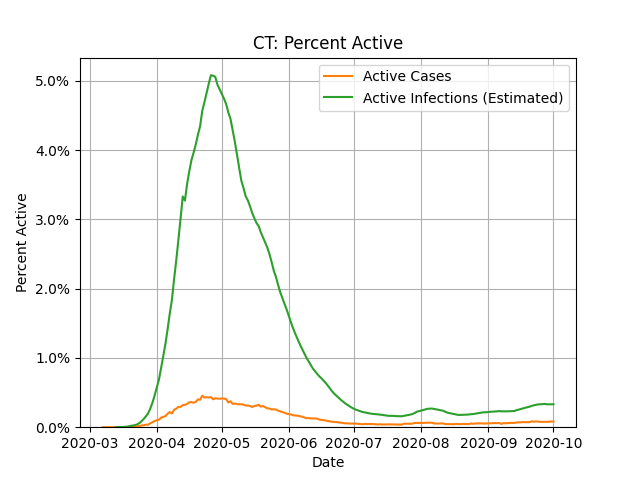 CT: Percent Active
Active Cases
Active Infections (Estimated)
5.0%
4.0%
3.0%
2.0%
1.0%
0.0%
Percent Active
2020-03 2020-04 2020-05 2020-06 2020-07 2020-08 2020-09 2020-10
Date